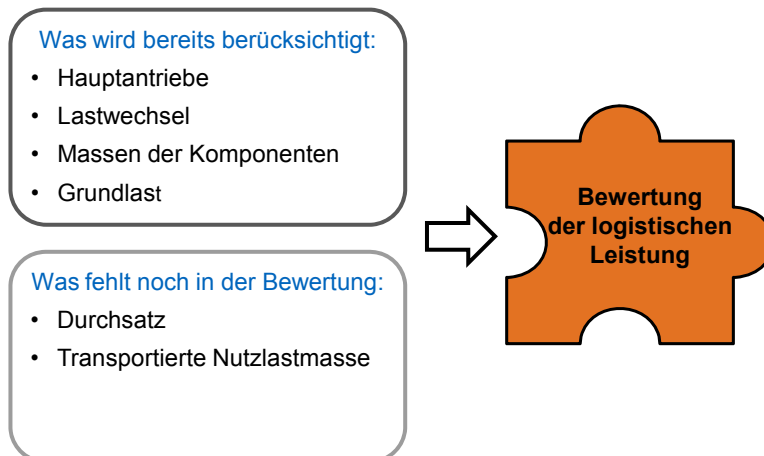 Was wird bereits berücksichtigt:
• Hauptantriebe
• Lastwechsel
• Massen der Komponenten
• Grundlast
Was fehlt noch in der Bewertung:
• Durchsatz
• Transportierte Nutzlastmasse
Bewertung
der logistischen
Leistung